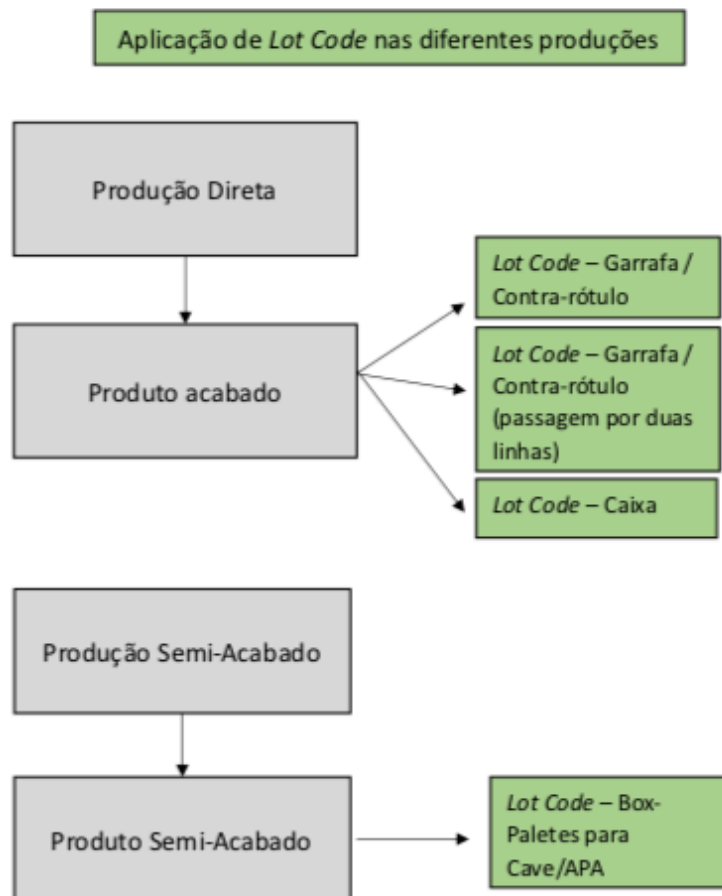 Aplicação de Lot Code nas diferentes produções
Produção Direta
Lot Code – Garrafa /
Contra-rótulo
Produto acabado
Lot Code – Garrafa /
Contra-rótulo
(passagem por duas
linhas)
Lot Code – Caixa
Produção Semi-Acabado
Produto Semi-Acabado
Lot Code – Box-
Paletes para
Cave/APA